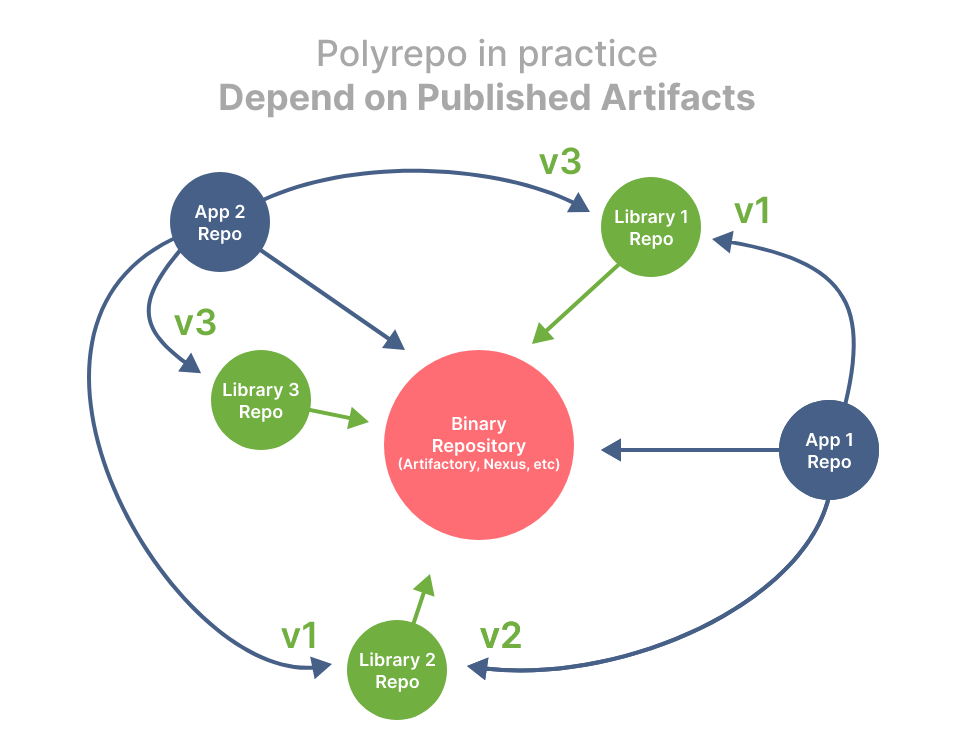 Polyrepo in practice
Depend on Published Artifacts
v3
App 2
Repo
Library 1
Repo
v1
v3
Library 3
Repo
Binary
Repository
(Artifactory, Nexus, etc)
App 1
Repo
v1
v2
Library 2
Repo